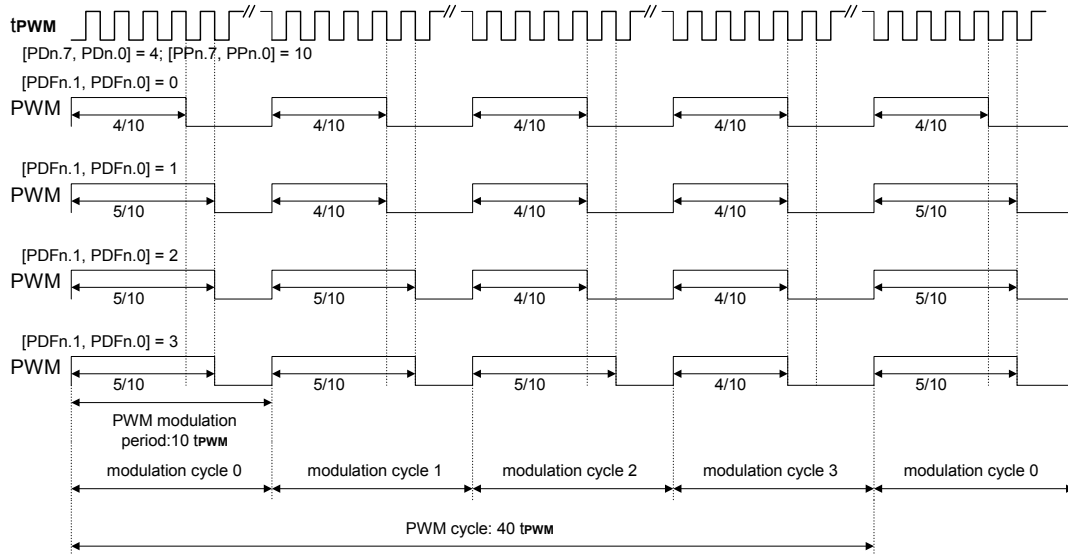 tPWM
[PDn.7, PDn.0] = 4; [PPn.7, PPn.0] = 10
[PDFn.1, PDFn.0] = 0
PWM
4/10 4/10 4/10 4/10 4/10
[PDFn.1, PDFn.0] = 1
PWM
5/10 4/10 4/10 4/10 5/10
[PDFn.1, PDFn.0] = 2
PWM
5/10 5/10 4/10 4/10 5/10
[PDFn.1, PDFn.0] = 3
PWM
5/10 5/10 5/10 4/10 5/10
PWM modulation
period:10 tPWM
modulation cycle 0 modulation cycle 1 modulation cycle 2 modulation cycle 3 modulation cycle 0
PWM cycle: 40 tPWM